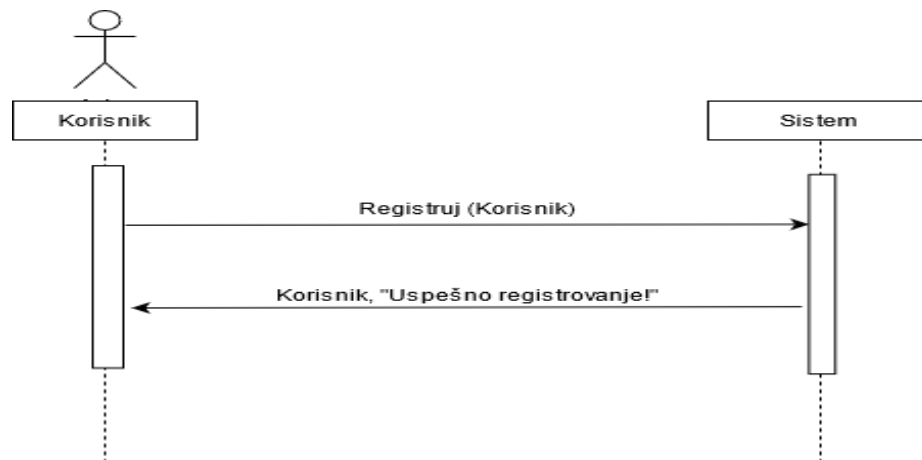 Korisnik
Sistem
Registruj (Korisnik)
Korisnik, "Uspešno registrovanje!"